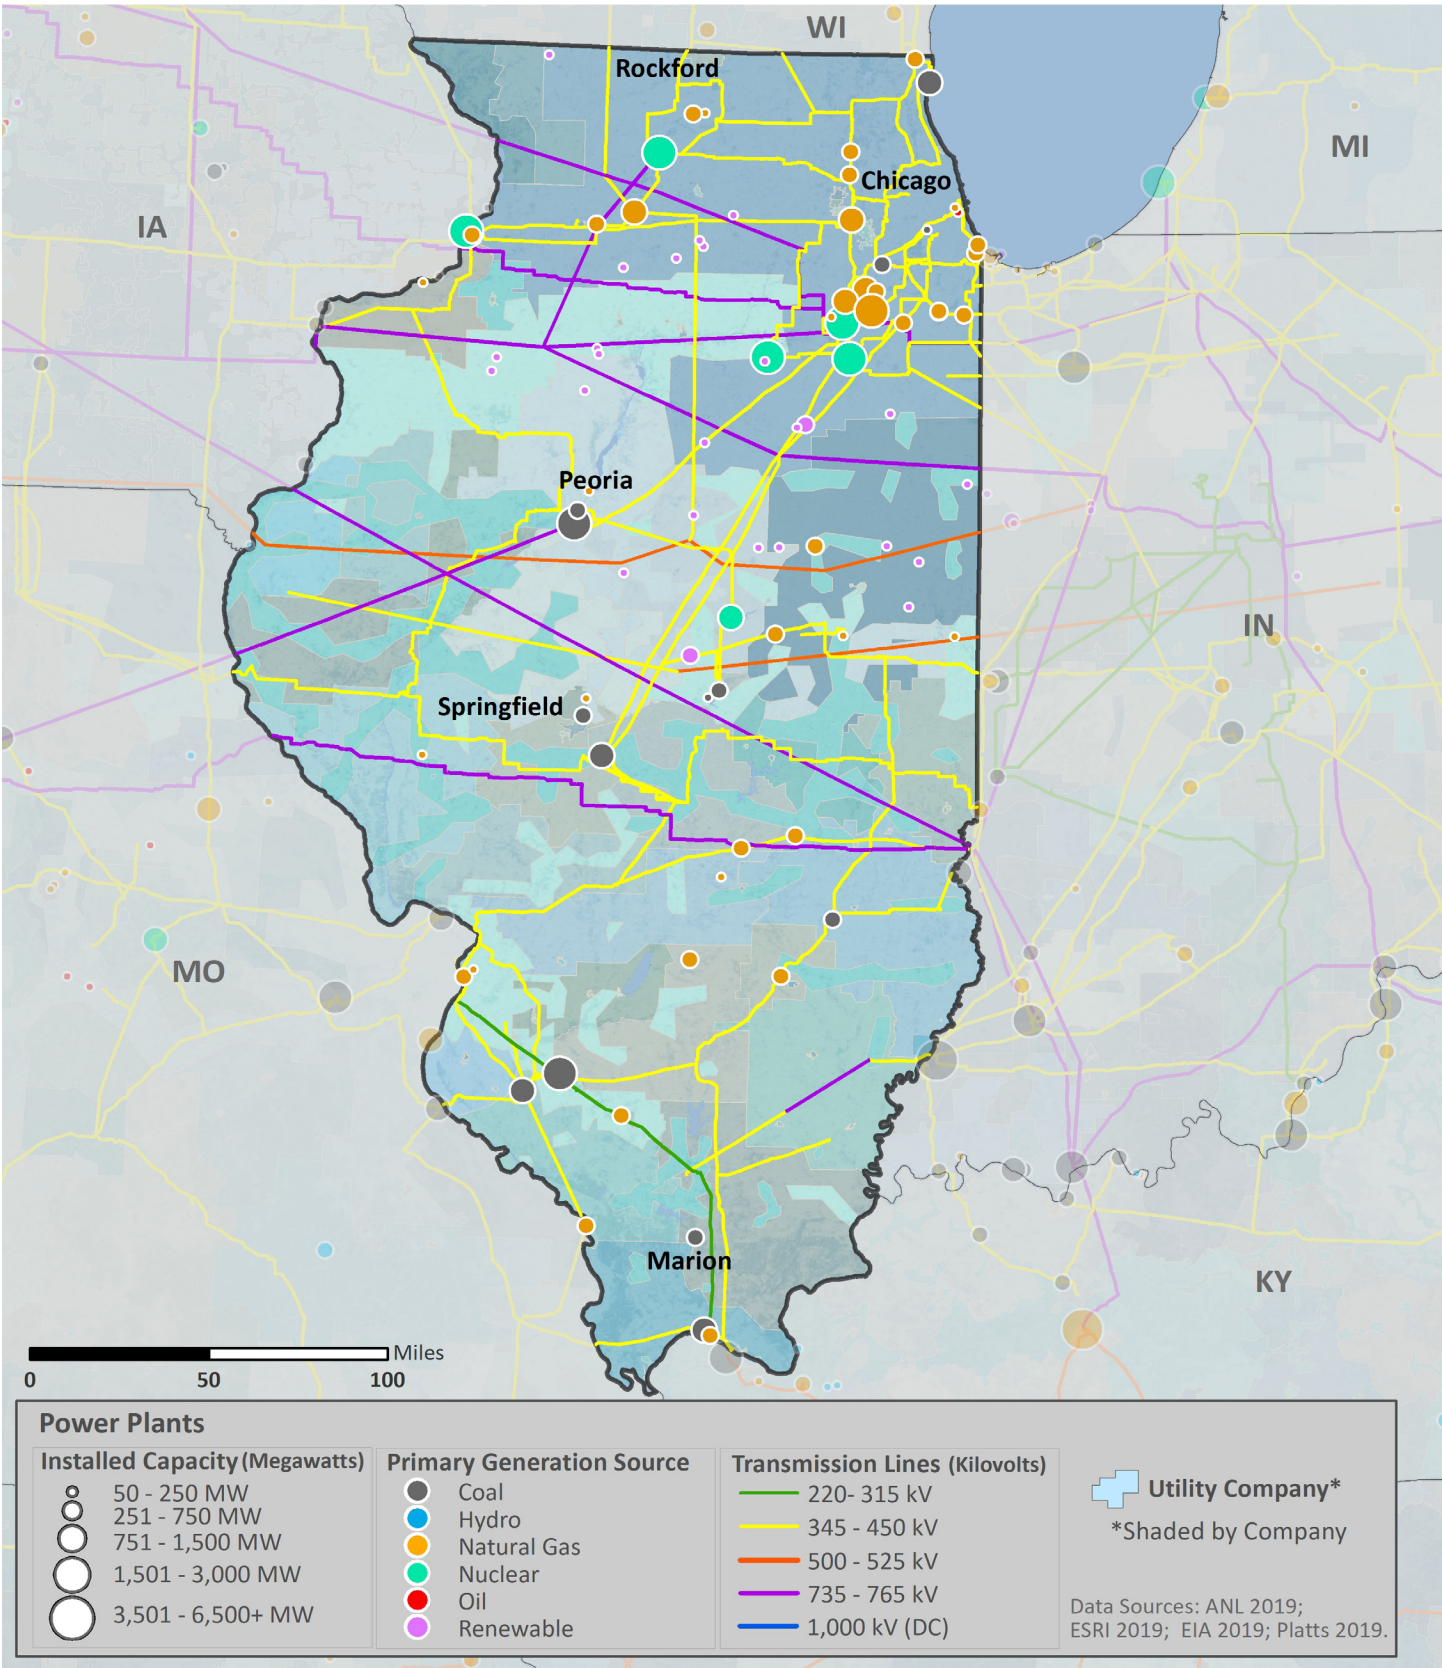 WI
Rockford
MI
Chicago
IA
Peoria
IN
Springfield
MO
Marion
KY
Miles
0 50 100
Power Plants
Installed Capacity (Megawatts)
50 - 250 MW
251 - 750 MW
751 - 1,500 MW
1,501 - 3,000 MW
3,501 - 6,500+ MW
Primary Generation Source
Coal
Hydro
Natural Gas
Nuclear
Oil
Renewable
Transmission Lines (Kilovolts)
220- 315 kV
345 - 450 kV
500 - 525 kV
735 - 765 kV
1,000 kV (DC)
Utility Company*
*Shaded by Company
Data Sources: ANL 2019;
ESRI 2019; EIA 2019; Platts 2019.